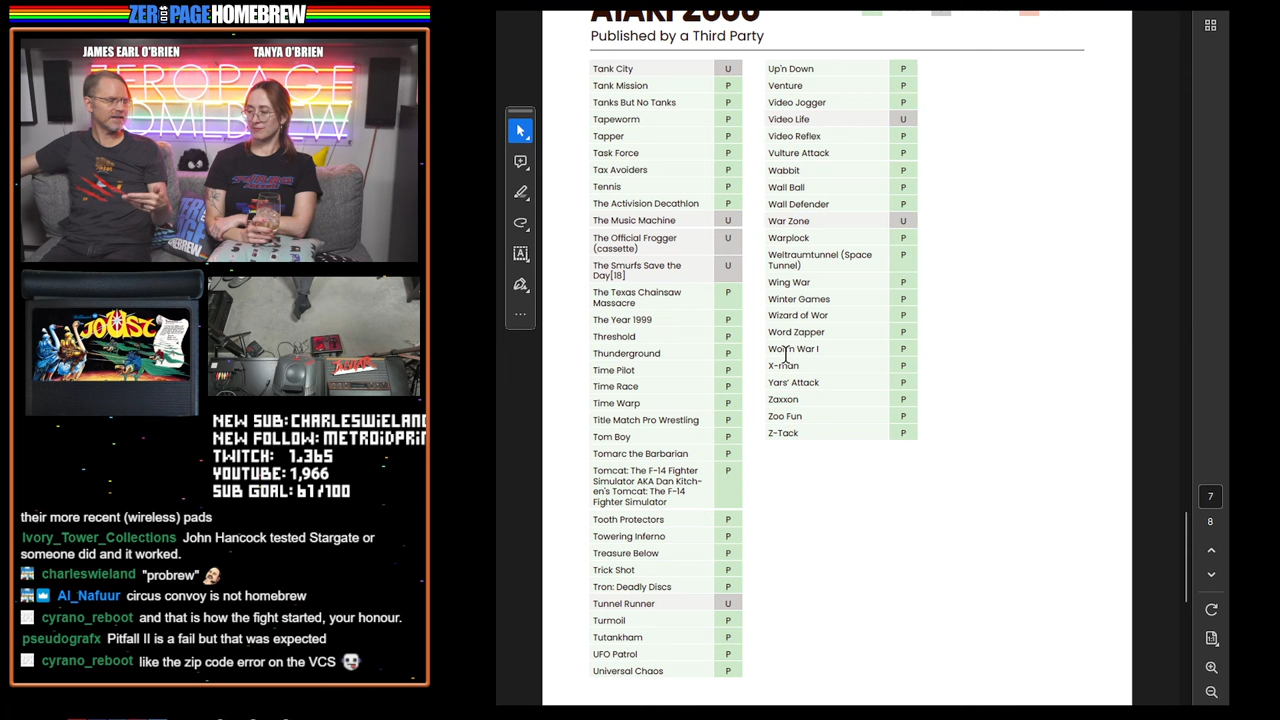 ZEROPAGE HOMEBREW
JAMES EARL O'BRIEN
TANYA O'BRIEN
ZEROPAGE
HOMEBREW
JOUST
NEW SUB: CHARLESWIELAN
NEW FOLLOW: METROIDPRI
TWITCH: 1,365
YOUTUBE: 1,966
SUB GOAL: 67/100
their more recent (wireless) pads
Ivory_Tower_Collections John Hancock tested Stargate or
someone did and it worked.
charleswieland "probrew"
Al_Nafuur circus convoy is not homebrew
cyrano_reboot and that is how the fight started, your honour.
pseudografx Pitfall II is a fail but that was expected
cyrano_reboot like the zip code error on the VCS
ATARI 2600
Published by a Third Party
Tank City U
Tank Mission P
Tanks But No Tanks P
Tapeworm P
Tapper P
Task Force P
Tax Avoiders P
Tennis P
The Activision Decathlon P
The Music Machine U
The Official Frogger U
(cassette)
The Smurfs Save the U
Day[18]
The Texas Chainsaw P
Massacre
The Year 1999 P
Threshold P
Thunderground P
Time Pilot P
Time Race P
Time Warp P
Title Match Pro Wrestling P
Tom Boy P
Tomarc the Barbarian P
Tomcat: The F-14 Fighter P
Simulator AKA Dan Kitch-
en's Tomcat: The F-14
Fighter Simulator
Tooth Protectors P
Towering Inferno P
Treasure Below P
Trick Shot P
Tron: Deadly Discs P
Tunnel Runner U
Turmoil P
Tutankham P
UFO Patrol P
Universal Chaos P
Up'n Down P
Venture P
Video Jogger P
Video Life U
Video Reflex P
Vulture Attack P
Wabbit P
Wall Ball P
Wall Defender P
War Zone U
Warplock P
Weltraumtunnel (Space P
Tunnel)
Wing War P
Winter Games P
Wizard of Wor P
Word Zapper P
Worm War I P
X-man P
Yars' Attack P
Zaxxon P
Zoo Fun P
Z-Tack P
7
8